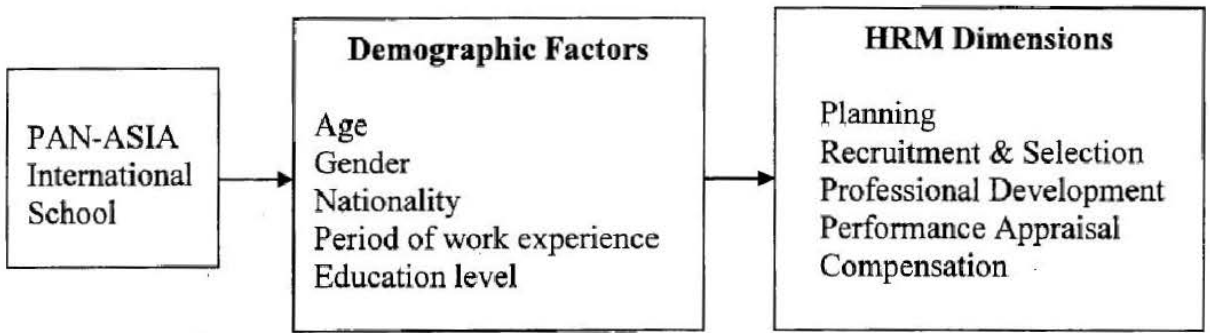 PAN-ASIA
International
School
Demographic Factors
Age
Gender
Nationality
Period of work experience
Education level
HRM Dimensions
Planning
Recruitment & Selection
Professional Development
Performance Appraisal
Compensation